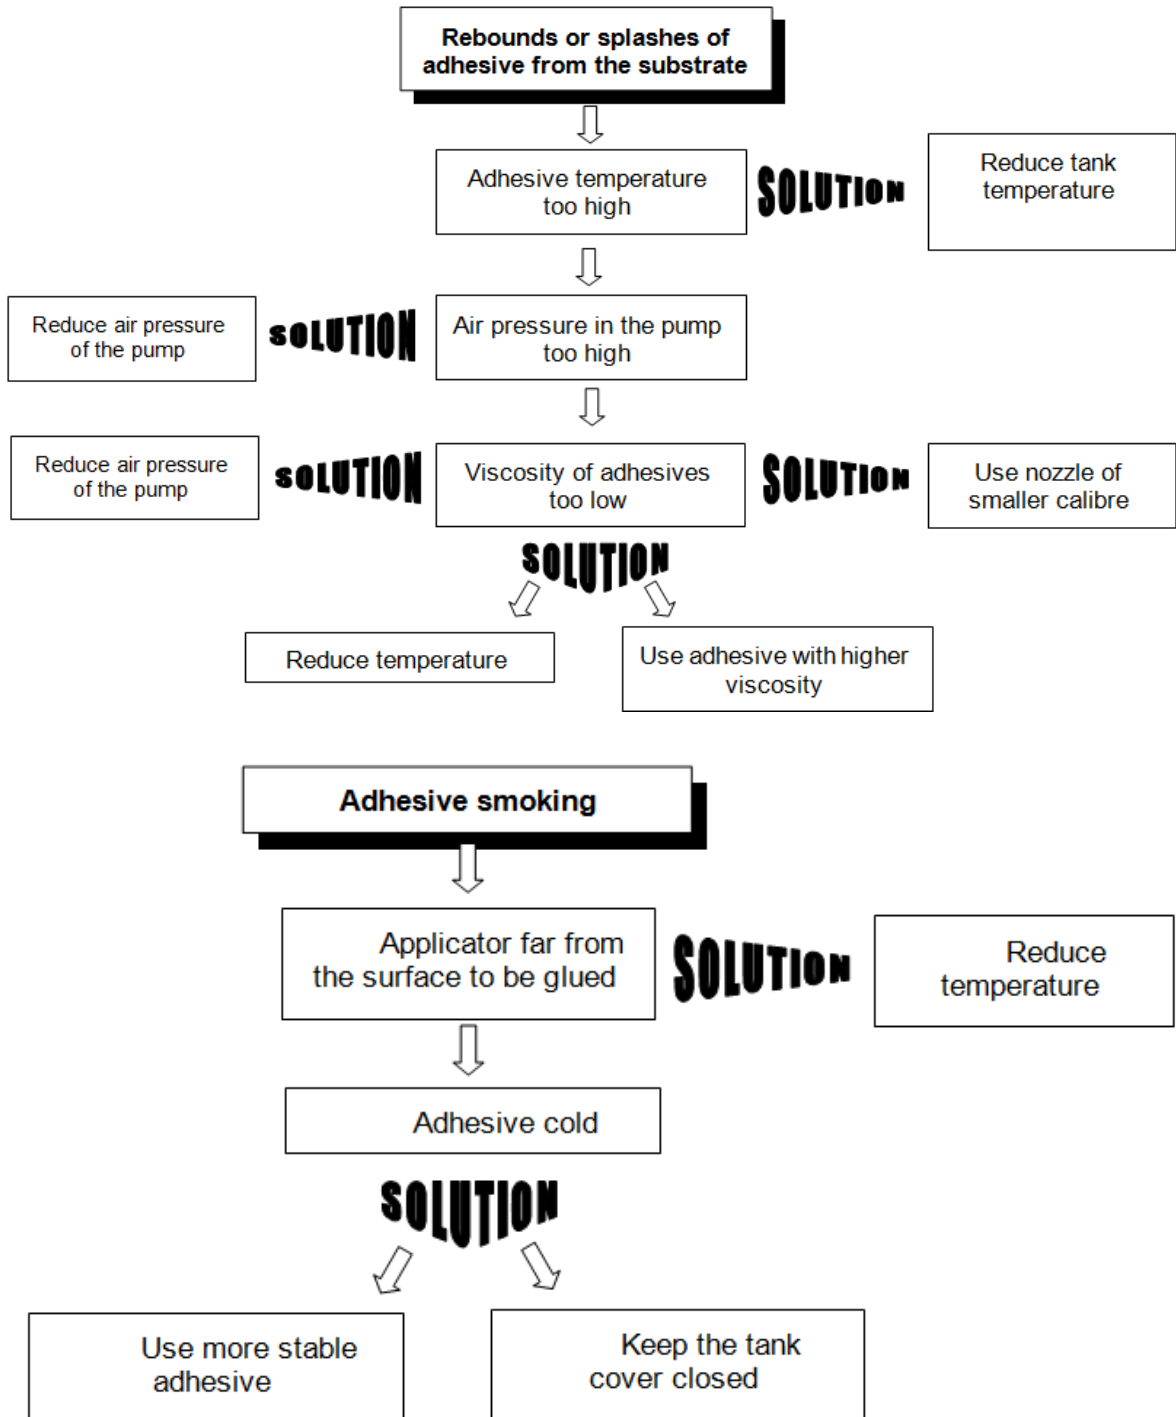 Rebounds or splashes of
adhesive from the substrate
Adhesive temperature
too high
SOLUTION
Reduce tank
temperature
Reduce air pressure
of the pump
SOLUTION
Air pressure in the pump
too high
Reduce air pressure
of the pump
SOLUTION
Viscosity of adhesives
too low
SOLUTION
Use nozzle of
smaller calibre
SOLUTION
Reduce temperature
Use adhesive with higher
viscosity
Adhesive smoking
Applicator far from
the surface to be glued
SOLUTION
Reduce
temperature
Adhesive cold
SOLUTION
Use more stable
adhesive
Keep the tank
cover closed